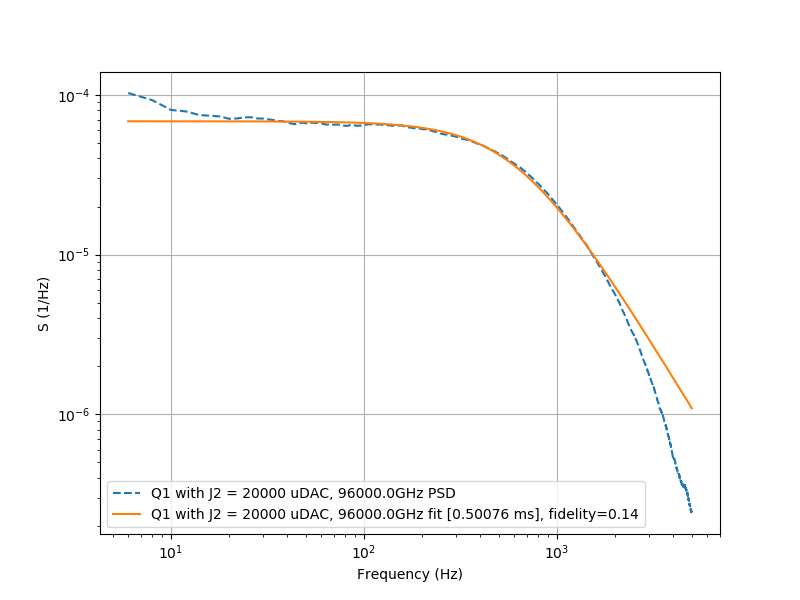 10⁻⁴
10⁻⁵
10⁻⁶
S (1/Hz)
Q1 with J2 = 20000 uDAC, 96000.0GHz PSD
Q1 with J2 = 20000 uDAC, 96000.0GHz fit [0.50076 ms], fidelity=0.14
10¹ 10² 10³
Frequency (Hz)